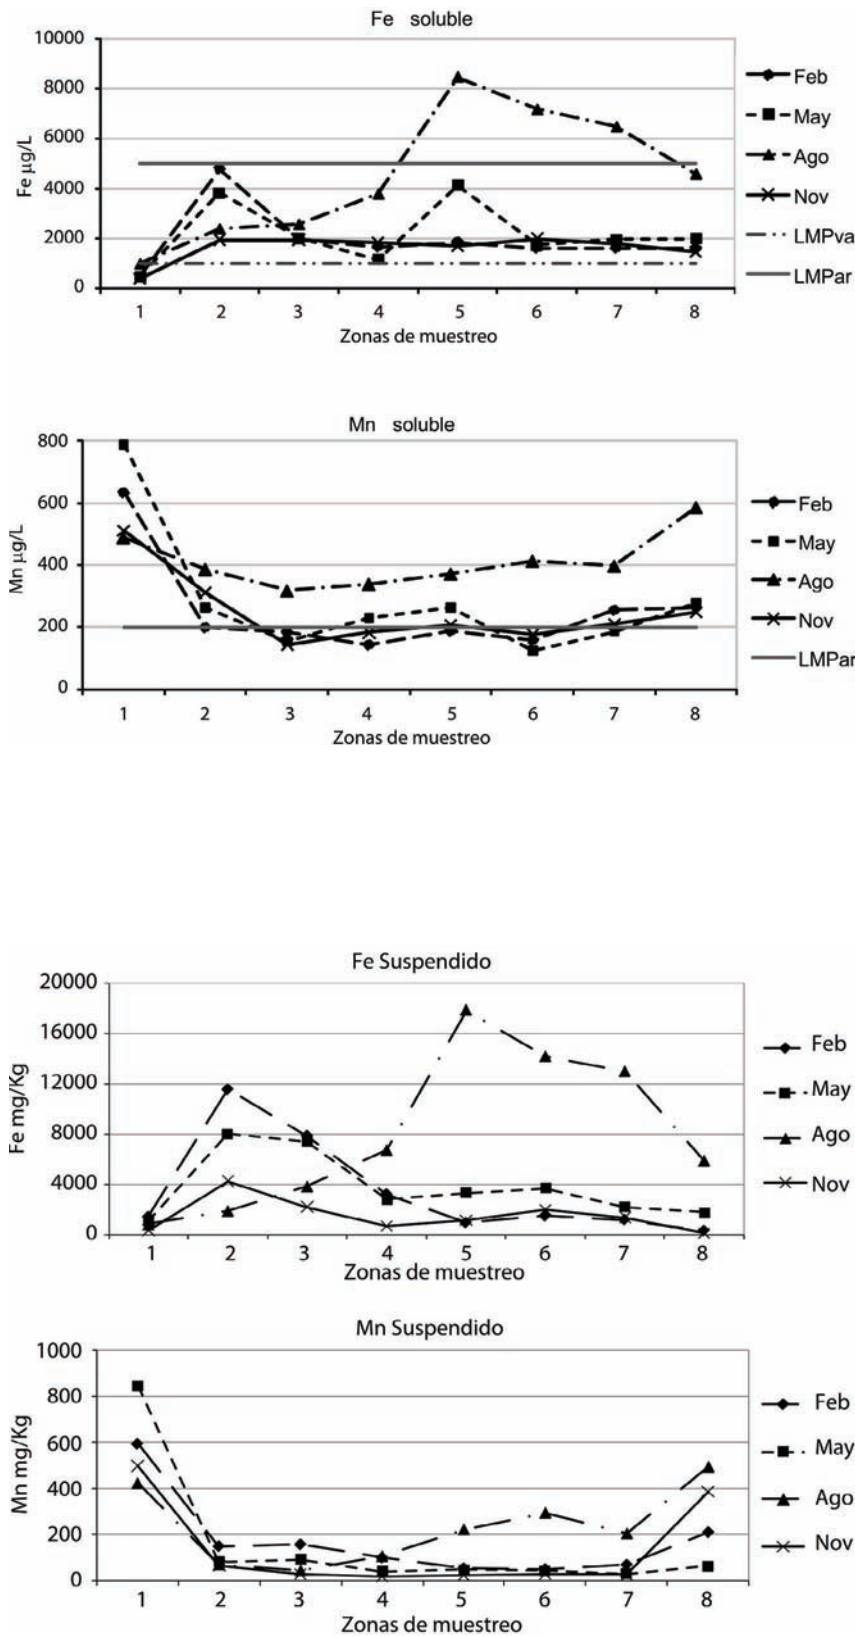 Fe soluble
10000
8000
6000
4000
2000
0
Fe µg/L
1 2 3 4 5 6 7 8
Zonas de muestreo
Feb
May
Ago
Nov
LMPva
LMPar
Mn soluble
800
600
400
200
0
Mn µg/L
1 2 3 4 5 6 7 8
Zonas de muestreo
Feb
May
Ago
Nov
LMPar
Fe Suspendido
20000
16000
12000
8000
4000
0
Fe mg/Kg
1 2 3 4 5 6 7 8
Zonas de muestreo
Feb
May
Ago
Nov
Mn Suspendido
1000
800
600
400
200
0
Mn mg/Kg
1 2 3 4 5 6 7 8
Zonas de muestreo
Feb
May
Ago
Nov